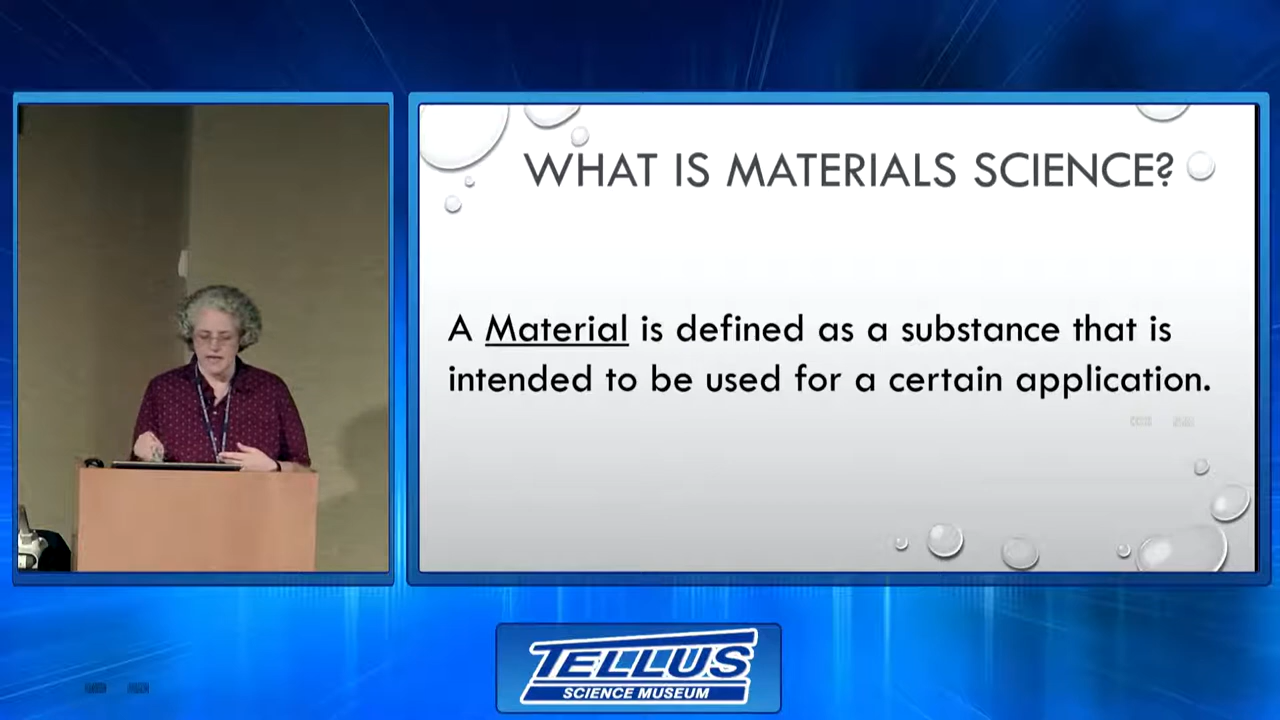 WHAT IS MATERIALS SCIENCE?
A Material is defined as a substance that is
intended to be used for a certain application.
TELLUS
SCIENCE MUSEUM